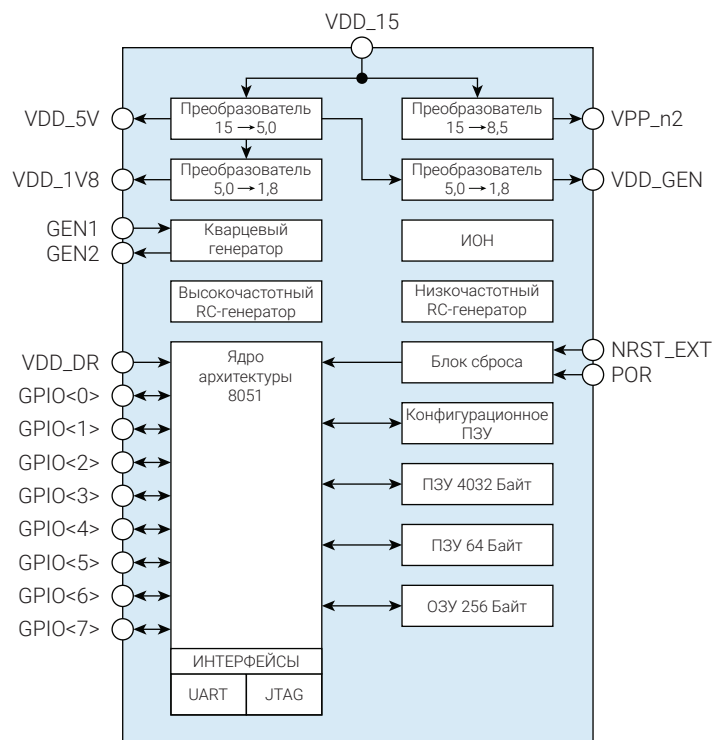 VDD_15
VDD_5V
Преобразователь
15 → 5,0
Преобразователь
15 → 8,5
VPP_n2
VDD_1V8
Преобразователь
5,0 → 1,8
Преобразователь
5,0 → 1,8
VDD_GEN
GEN1
GEN2
Кварцевый
генератор
ИОН
Высокочастотный
RC-генератор
Низкочастотный
RC-генератор
VDD_DR
Ядро
архитектуры
8051
Блок сброса
NRST_EXT
POR
GPIO<0>
GPIO<1>
Конфигурационное
ПЗУ
GPIO<2>
GPIO<3>
ПЗУ 4032 Байт
GPIO<4>
GPIO<5>
ПЗУ 64 Байт
GPIO<6>
GPIO<7>
ОЗУ 256 Байт
ИНТЕРФЕЙСЫ
UART
JTAG